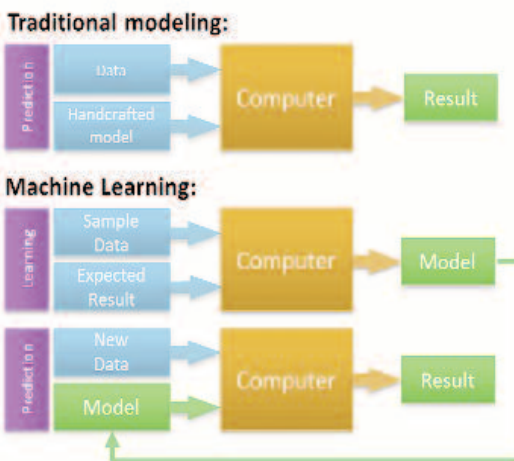 Traditional modeling:
Prediction
Data
Handcrafted
model
Computer
Result
Machine Learning:
Learning
Sample
Data
Expected
Result
Computer
Model
Prediction
New
Data
Model
Computer
Result